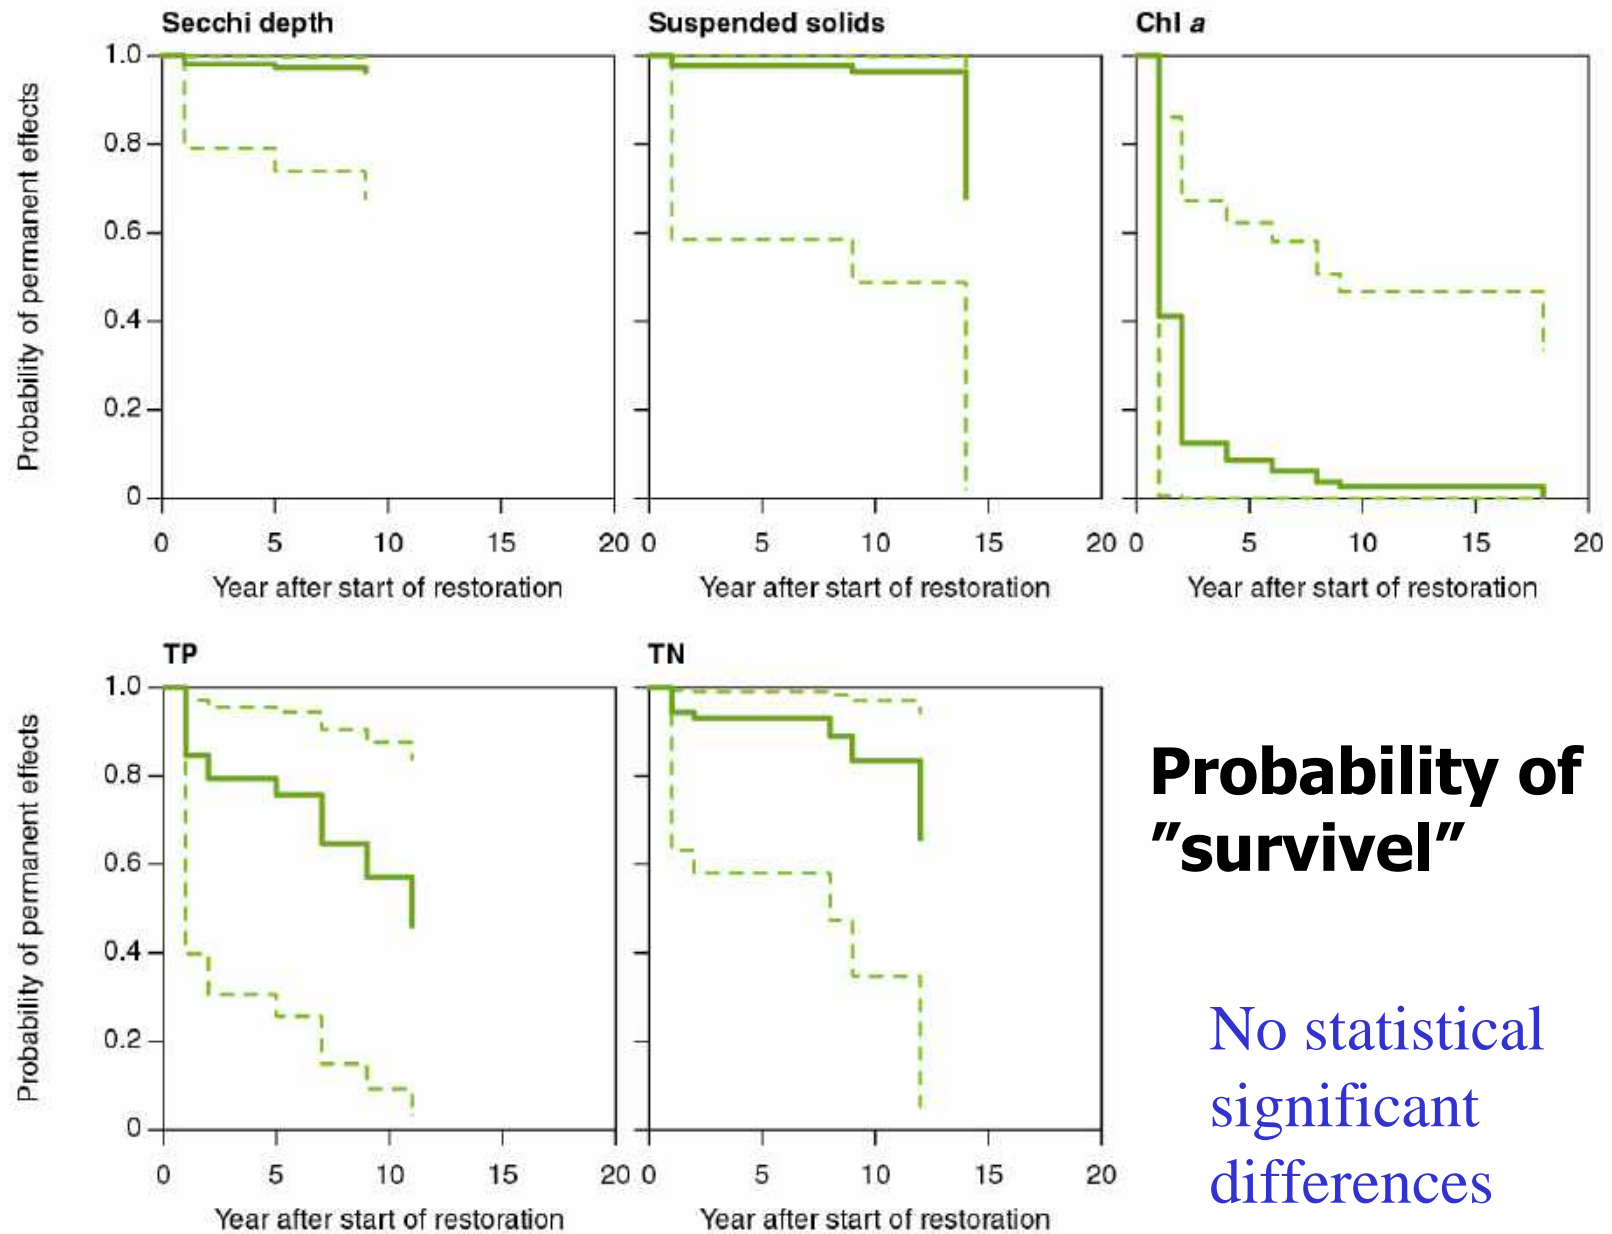 Secchi depth
Suspended solids
Chl a
Probability of permanent effects
1.0
0.8
0.6
0.4
0.2
0
0 5 10 15 20 0 5 10 15 20 0 5 10 15 20
Year after start of restoration
Year after start of restoration
Year after start of restoration
TP
TN
Probability of permanent effects
1.0
0.8
0.6
0.4
0.2
0
0 5 10 15 20 0 5 10 15 20
Year after start of restoration
Year after start of restoration
Probability of
”survivel”
No statistical
significant
differences